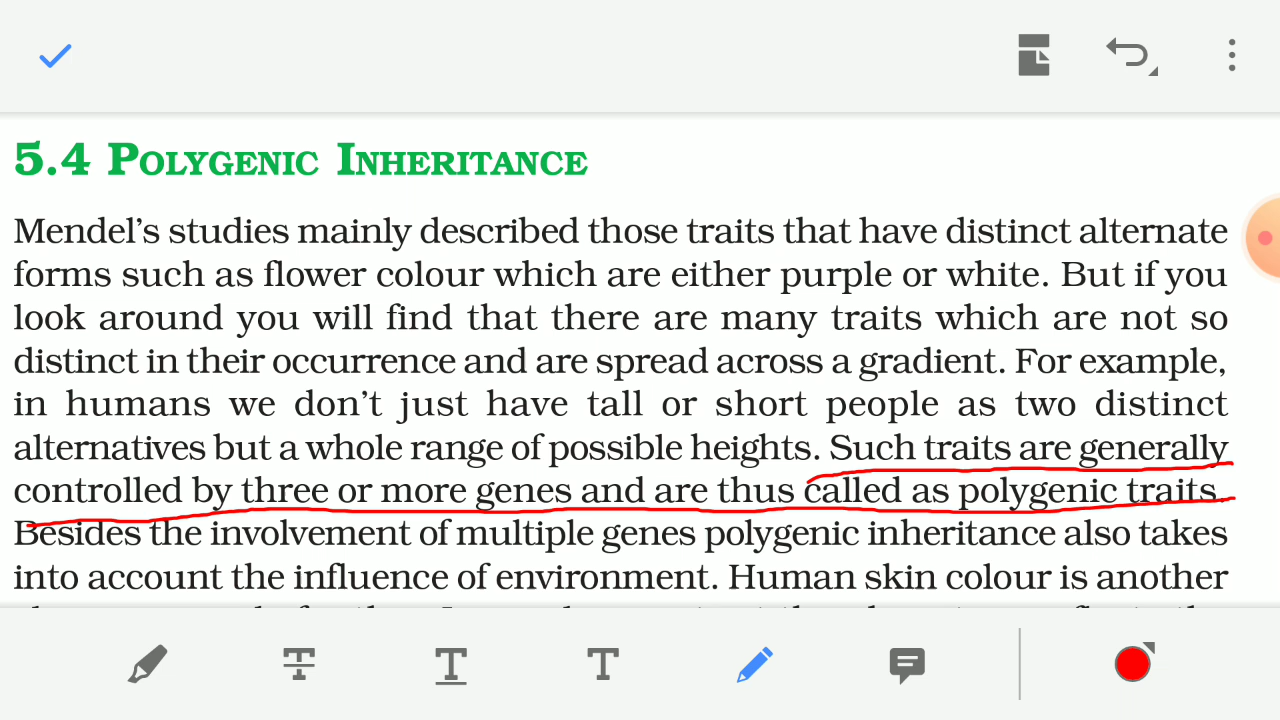 5.4 POLYGENIC INHERITANCE
Mendel's studies mainly described those traits that have distinct alternate
forms such as flower colour which are either purple or white. But if you
look around you will find that there are many traits which are not so
distinct in their occurrence and are spread across a gradient. For example,
in humans we don't just have tall or short people as two distinct
alternatives but a whole range of possible heights. Such traits are generally
controlled by three or more genes and are thus called as polygenic traits.
Besides the involvement of multiple genes polygenic inheritance also takes
into account the influence of environment. Human skin colour is another
T
T
T